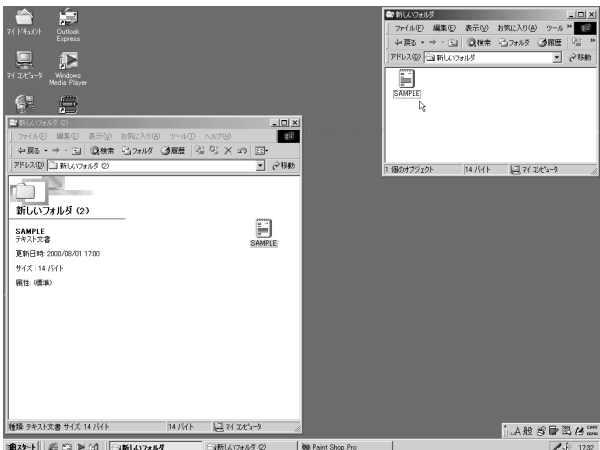 マイ ドキュメント
Outlook Express
マイ コンピュータ
Windows Media Player
新しいフォルダ (2)
ファイル(F) 編集(E) 表示(V) お気に入り(A) ツール(T) ヘルプ(H)
戻る 検索 フォルダ 履歴
アドレス(D) 新しいフォルダ (2) 移動
新しいフォルダ (2)
SAMPLE
テキスト文書
更新日時: 2000/08/01 17:00
サイズ: 14 バイト
属性: (標準)
SAMPLE
種類: テキスト文書 サイズ: 14 バイト 14 バイト マイ コンピュータ
新しいフォルダ
ファイル(F) 編集(E) 表示(V) お気に入り(A) ツール »
戻る 検索 フォルダ 履歴 »
アドレス(D) 新しいフォルダ 移動
SAMPLE
1 個のオブジェクト 14 バイト マイ コンピュータ
A 般 CAPS KANA
スタート 新しいフォルダ 新しいフォルダ (2) Paint Shop Pro 17:32